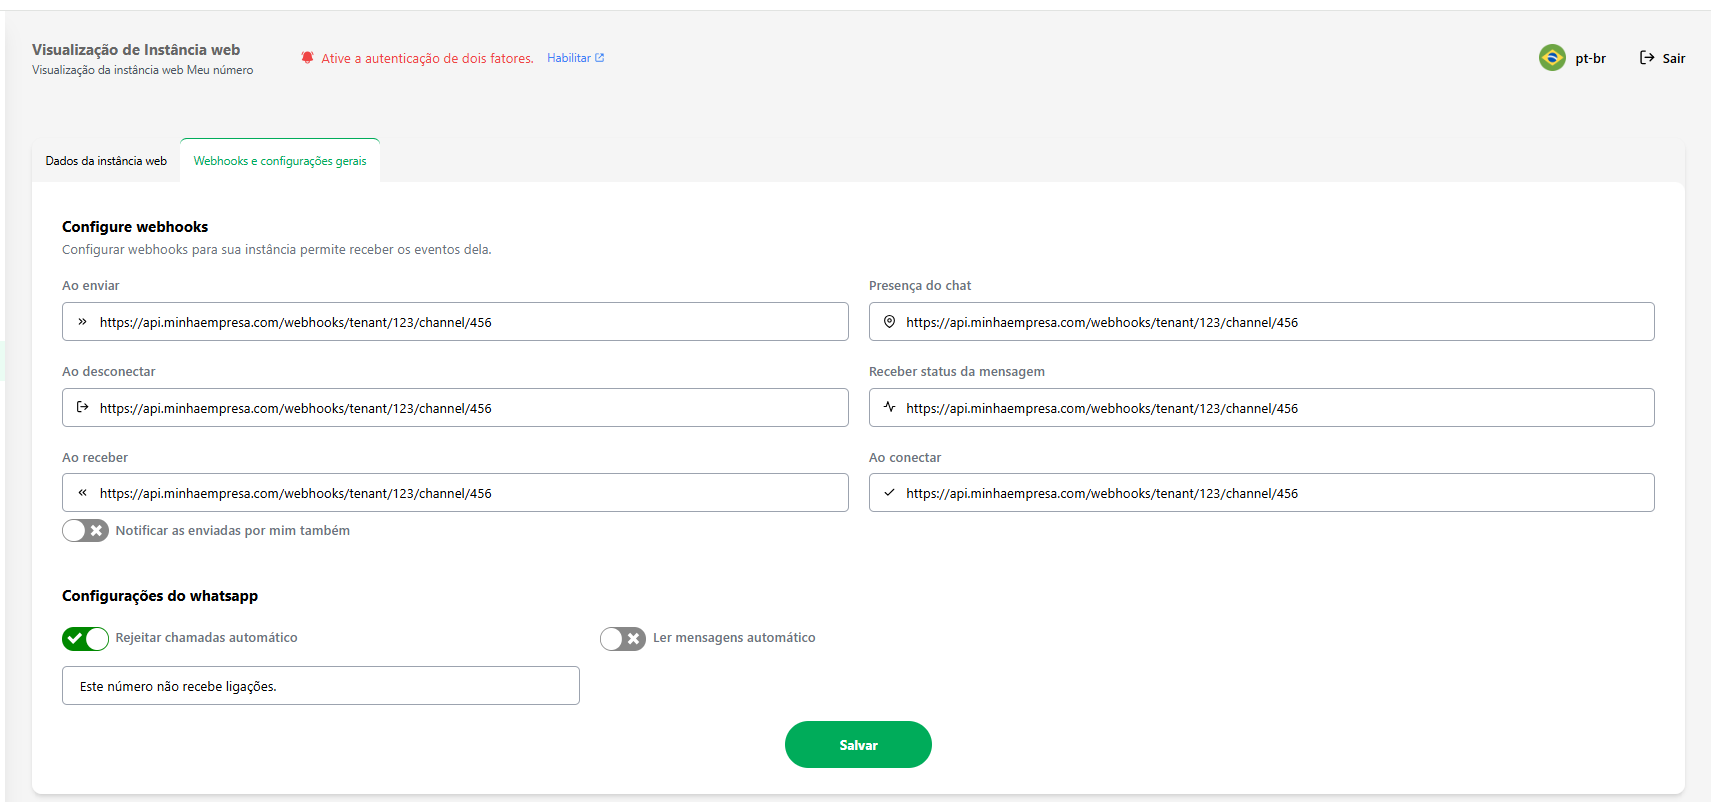 Visualização de Instância web
Visualização da instância web Meu número
Ative a autenticação de dois fatores. Habilitar
pt-br
Sair
Dados da instância web
Webhooks e configurações gerais
Configure webhooks
Configurar webhooks para sua instância permite receber os eventos dela.
Ao enviar
https://api.minhaempresa.com/webhooks/tenant/123/channel/456
Presença do chat
https://api.minhaempresa.com/webhooks/tenant/123/channel/456
Ao desconectar
https://api.minhaempresa.com/webhooks/tenant/123/channel/456
Receber status da mensagem
https://api.minhaempresa.com/webhooks/tenant/123/channel/456
Ao receber
https://api.minhaempresa.com/webhooks/tenant/123/channel/456
Ao conectar
https://api.minhaempresa.com/webhooks/tenant/123/channel/456
Notificar as enviadas por mim também
Configurações do whatsapp
Rejeitar chamadas automático
Ler mensagens automático
Este número não recebe ligações.
Salvar